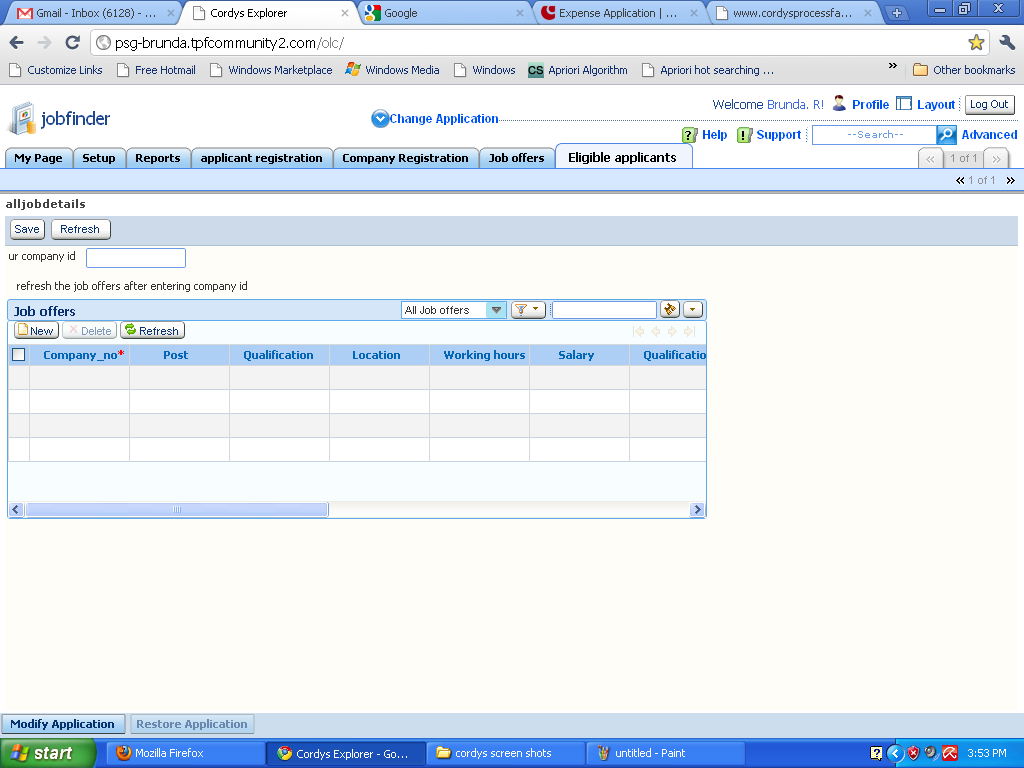 Gmail - Inbox (6128) - ... Cordys Explorer Google Expense Application | ... www.cordysprocessfa...
psg-brunda.tpfcommunity2.com/olc/
Customize Links Free Hotmail Windows Marketplace Windows Media Windows CS Apriori Algorithm Apriori hot searching ... » Other bookmarks
Welcome Brunda. R! Profile Layout Log Out
jobfinder Change Application
Help Support --Search-- Advanced
My Page Setup Reports applicant registration Company Registration Job offers Eligible applicants « 1 of 1 »
« 1 of 1 »
alljobdetails
Save Refresh
ur company id
refresh the job offers after entering company id
Job offers All Job offers
New Delete Refresh
Company_no* Post Qualification Location Working hours Salary Qualificatio
Modify Application Restore Application
start Mozilla Firefox Cordys Explorer - Go... cordys screen shots untitled - Paint 3:53 PM